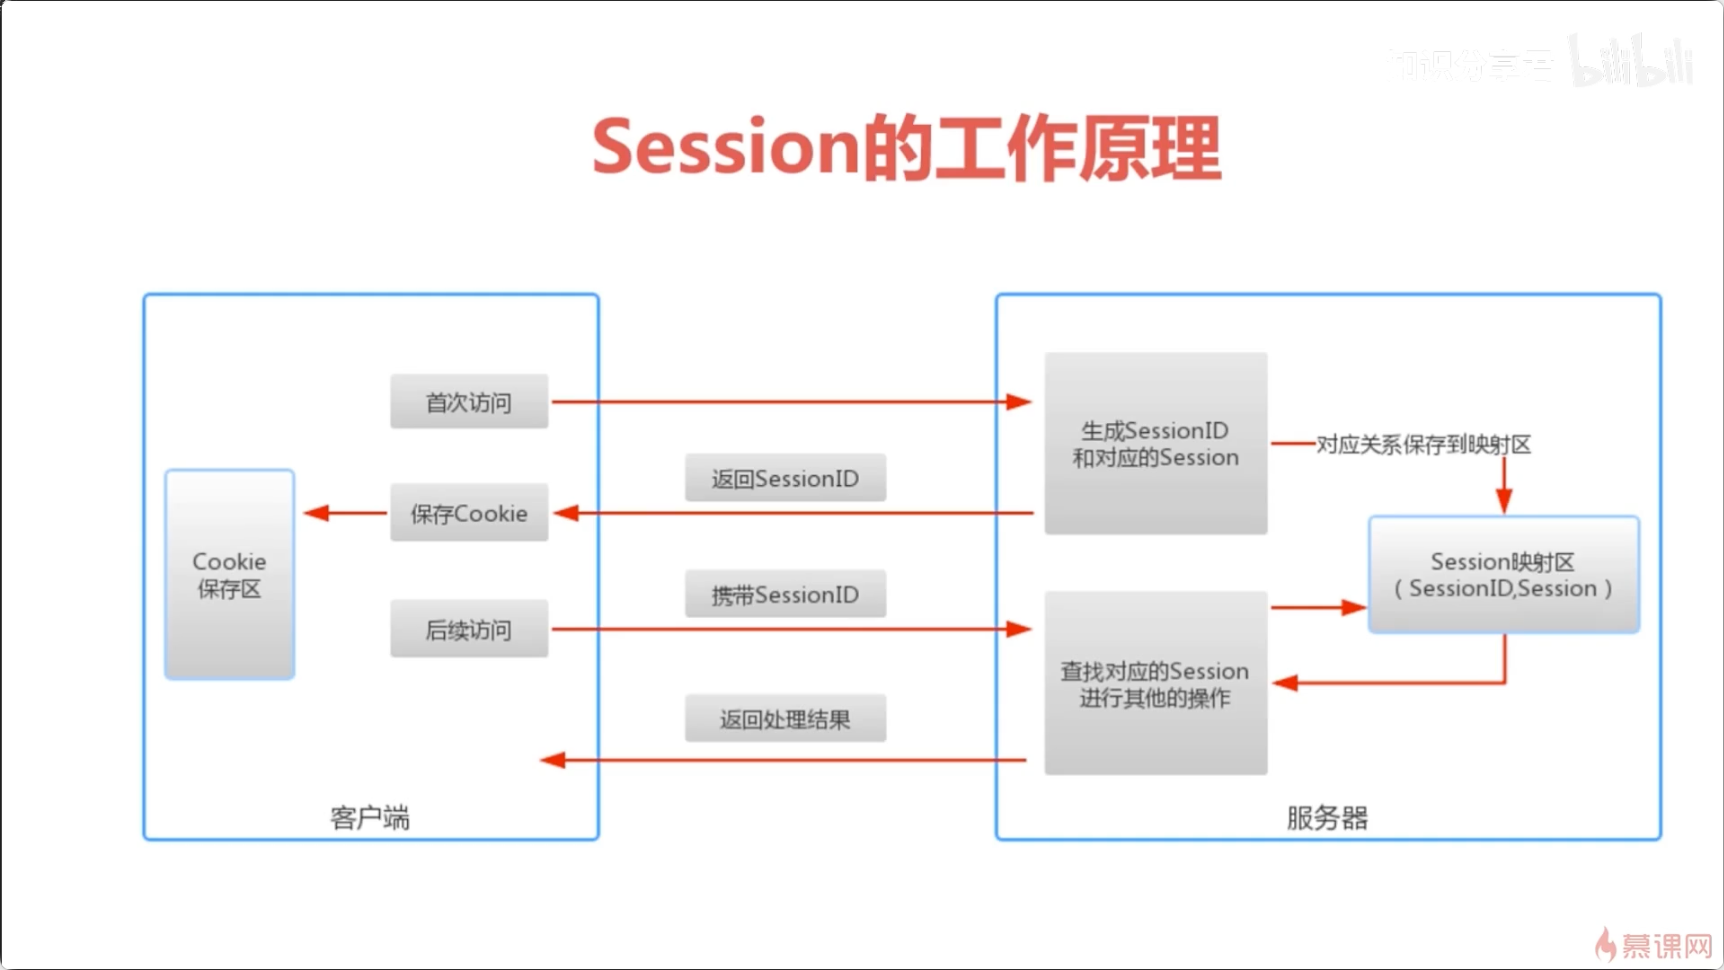 bilibili
Session的工作原理
首次访问
返回SessionID
保存Cookie
Cookie
保存区
携带SessionID
后续访问
返回处理结果
客户端
生成SessionID
和对应的Session
对应关系保存到映射区
Session映射区
（SessionID,Session）
查找对应的Session
进行其他的操作
服务器
慕课网